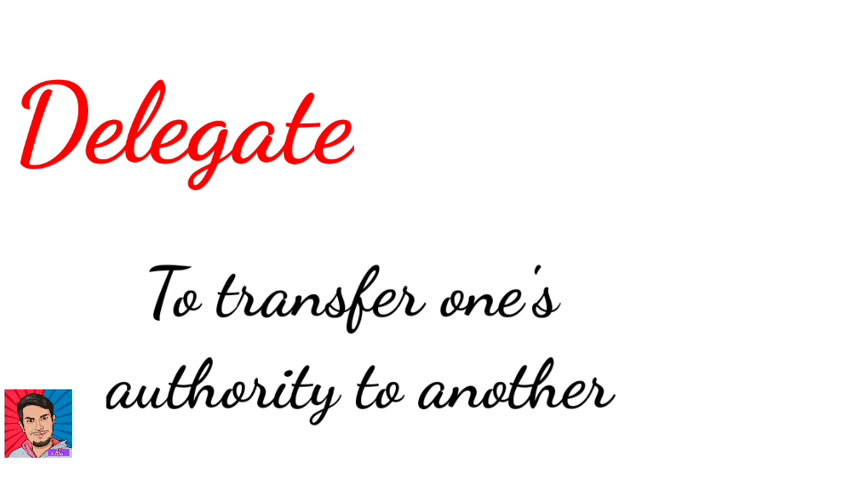 Delegate
To transfer one's
authority to another